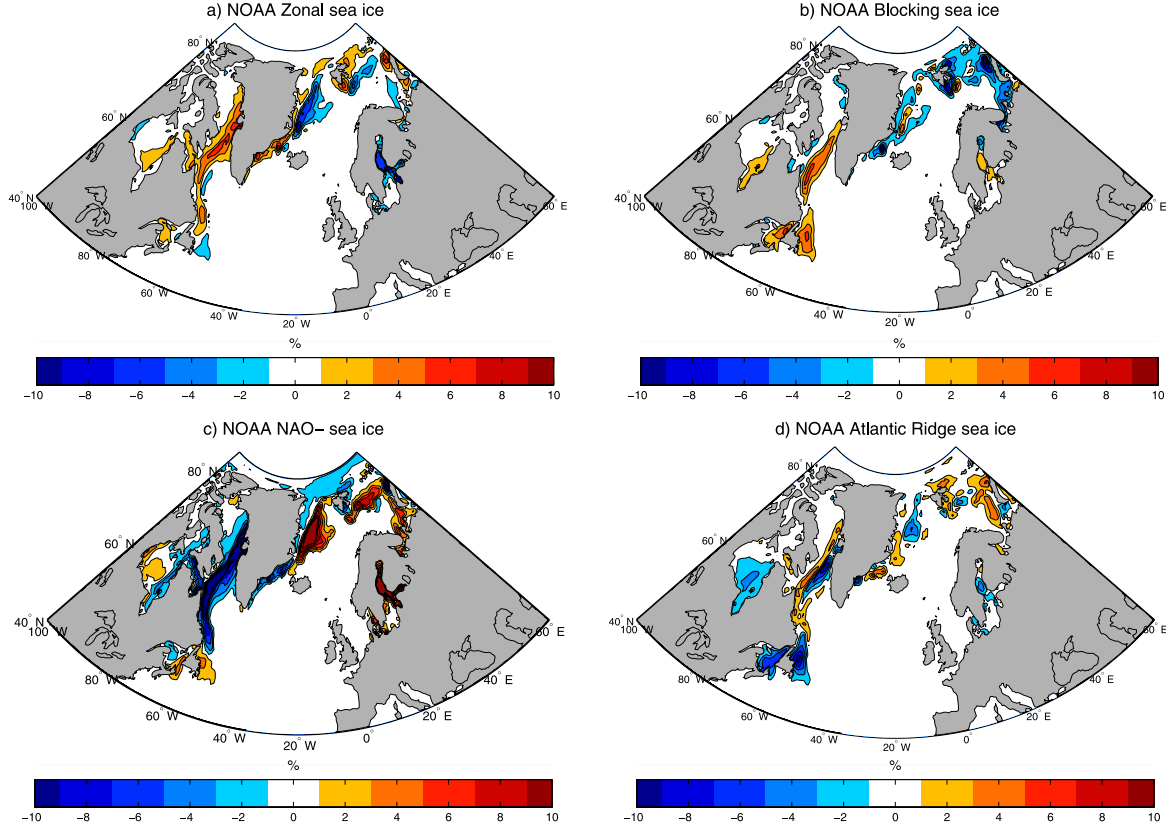 a) NOAA Zonal sea ice
80° N
60° N
40° N
100° W
80° W
60° W
40° W
20° W
0°
20° E
40° E
60° E
%
−10 −8 −6 −4 −2 0 2 4 6 8 10
b) NOAA Blocking sea ice
80° N
60° N
40° N
100° W
80° W
60° W
40° W
20° W
0°
20° E
40° E
60° E
%
−10 −8 −6 −4 −2 0 2 4 6 8 10
c) NOAA NAO− sea ice
80° N
60° N
40° N
100° W
80° W
60° W
40° W
20° W
0°
20° E
40° E
60° E
%
−10 −8 −6 −4 −2 0 2 4 6 8 10
d) NOAA Atlantic Ridge sea ice
80° N
60° N
40° N
100° W
80° W
60° W
40° W
20° W
0°
20° E
40° E
60° E
%
−10 −8 −6 −4 −2 0 2 4 6 8 10